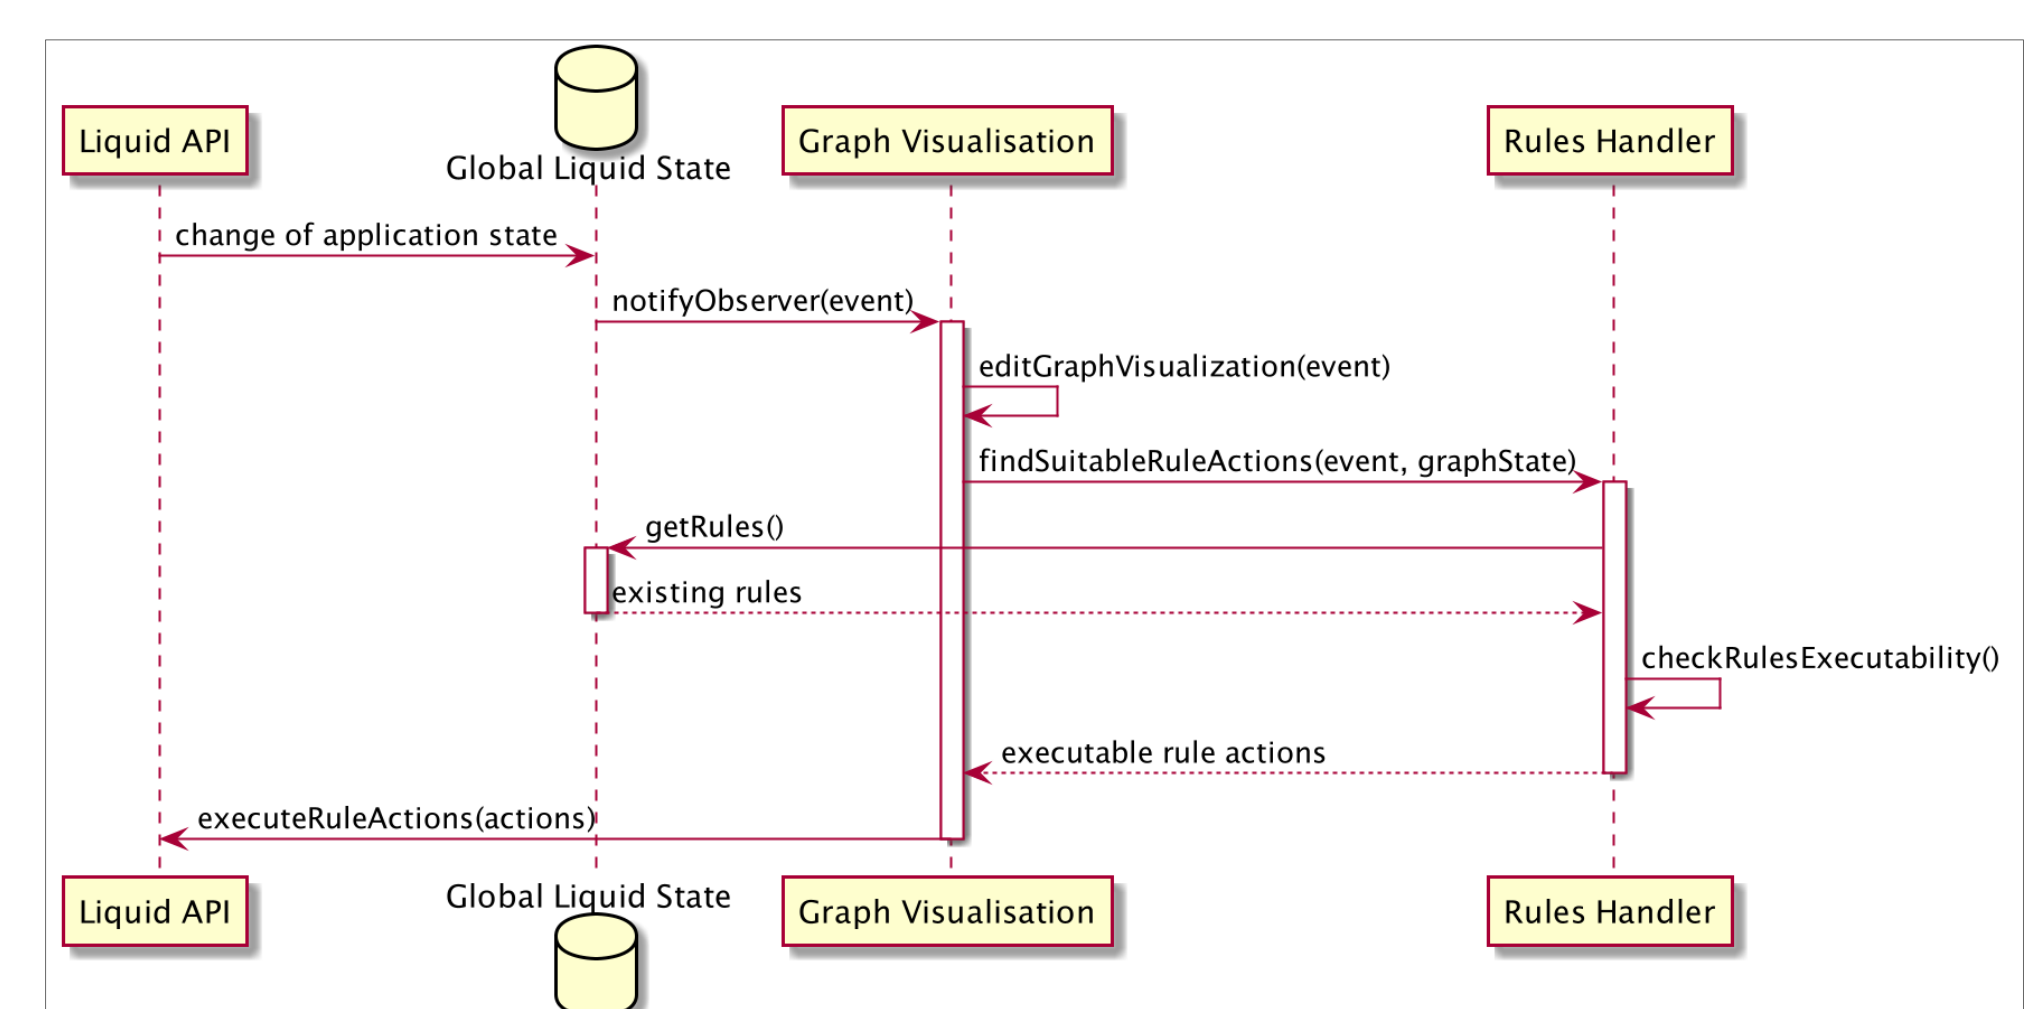 Liquid API
Global Liquid State
Graph Visualisation
Rules Handler
change of application state
notifyObserver(event)
editGraphVisualization(event)
findSuitableRuleActions(event, graphState)
getRules()
existing rules
checkRulesExecutability()
executable rule actions
executeRuleActions(actions)
Liquid API
Global Liquid State
Graph Visualisation
Rules Handler